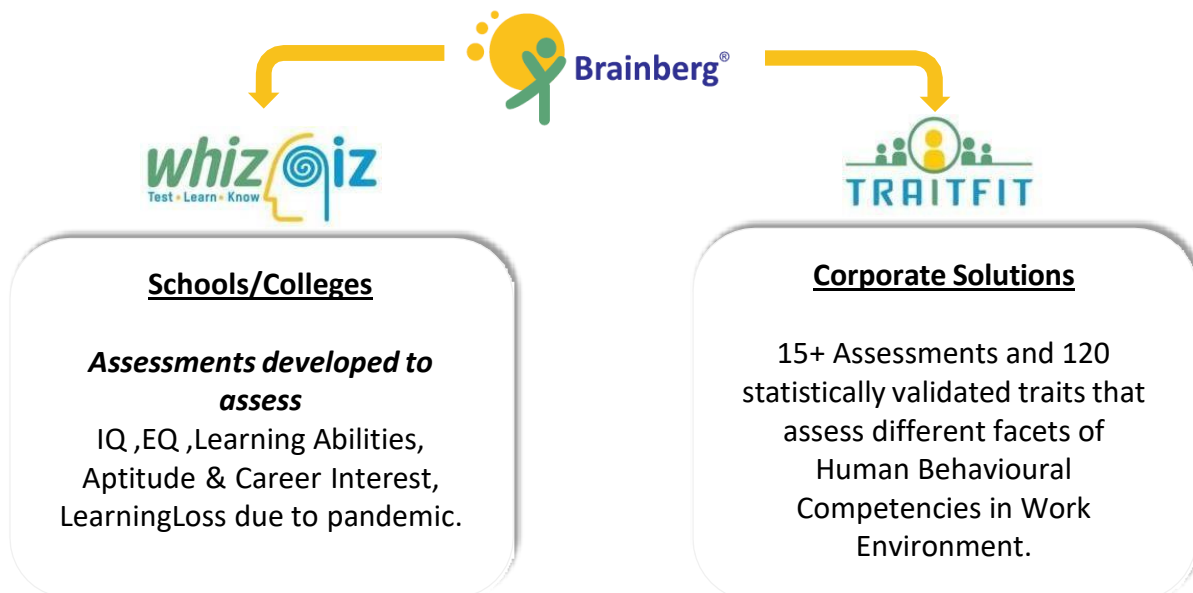 Brainberg®
whizqiz
Test • Learn • Know
TRAITFIT
Schools/Colleges
Assessments developed to
assess
IQ ,EQ ,Learning Abilities,
Aptitude & Career Interest,
LearningLoss due to pandemic.
Corporate Solutions
15+ Assessments and 120
statistically validated traits that
assess different facets of
Human Behavioural
Competencies in Work
Environment.